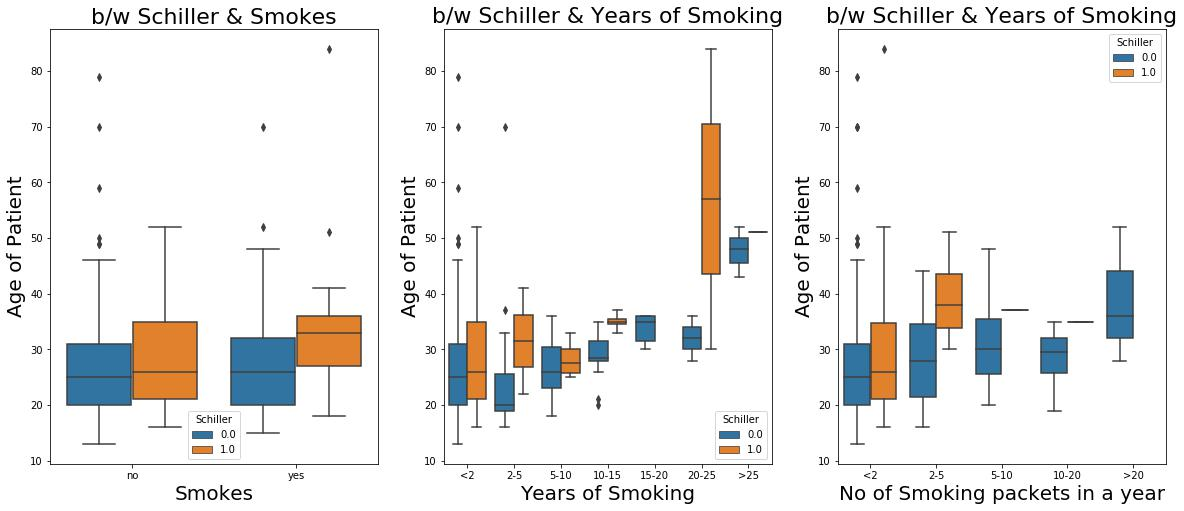 b/w Schiller & Smokes
Age of Patient
80
70
60
50
40
30
20
10
Schiller
0.0
1.0
no yes
Smokes
b/w Schiller & Years of Smoking
Age of Patient
80
70
60
50
40
30
20
10
Schiller
0.0
1.0
<2 2-5 5-10 10-15 15-20 20-25 >25
Years of Smoking
b/w Schiller & Years of Smoking
Schiller
0.0
1.0
Age of Patient
80
70
60
50
40
30
20
10
<2 2-5 5-10 10-20 >20
No of Smoking packets in a year